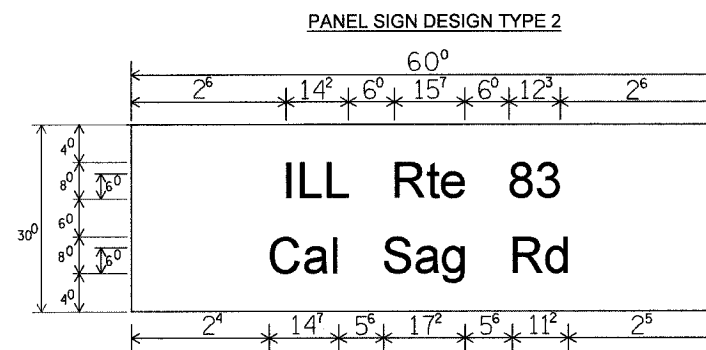 PANEL SIGN DESIGN TYPE 2
60⁰
2⁶ 14² 6⁰ 15⁷ 6⁰ 12³ 2⁶
4⁰
8⁰ 6⁰
ILL Rte 83
30⁰ 6⁰
8⁰ 6⁰
Cal Sag Rd
4⁰
2⁴ 14⁷ 5⁶ 17² 5⁶ 11² 2⁵